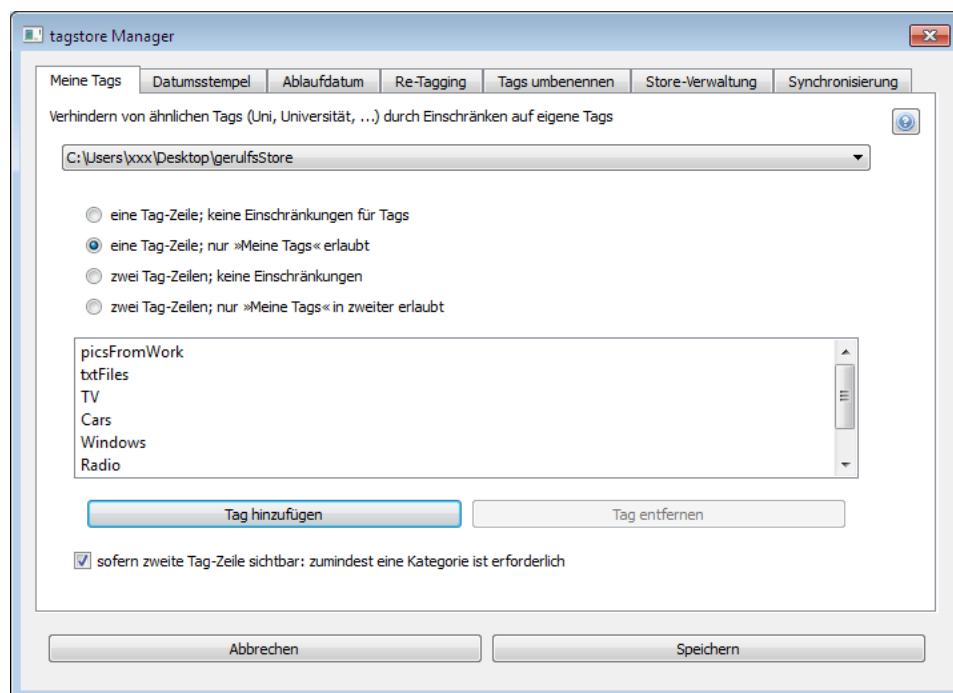 tagstore Manager
Meine Tags Datumsstempel Ablaufdatum Re-Tagging Tags umbenennen Store-Verwaltung Synchronisierung
Verhindern von ähnlichen Tags (Uni, Universität, ...) durch Einschränken auf eigene Tags
C:\Users\xxx\Desktop\gerulfsStore
eine Tag-Zeile; keine Einschränkungen für Tags
eine Tag-Zeile; nur »Meine Tags« erlaubt
zwei Tag-Zeilen; keine Einschränkungen
zwei Tag-Zeilen; nur »Meine Tags« in zweiter erlaubt
picsFromWork
txtFiles
TV
Cars
Windows
Radio
Tag hinzufügen Tag entfernen
sofern zweite Tag-Zeile sichtbar: zumindest eine Kategorie ist erforderlich
Abbrechen Speichern